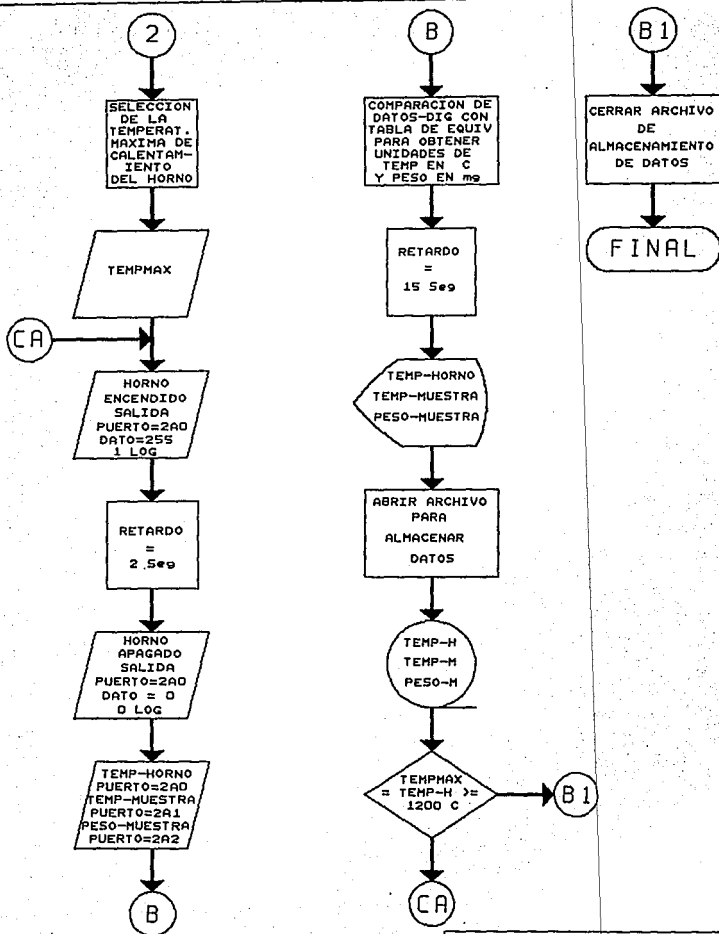 2
SELECCION
DE LA
TEMPERAT.
MAXIMA DE
CALENTAM-
IENTO
DEL HORNO
TEMPMAX
CA
HORNO
ENCENDIDO
SALIDA
PUERTO=2A0
DATO=255
1 LOG
RETARDO
=
2.5eg
HORNO
APAGADO
SALIDA
PUERTO=2A0
DATO = 0
0 LOG
TEMP-HORNO
PUERTO=2A0
TEMP-MUESTRA
PUERTO=2A1
PESO-MUESTRA
PUERTO=2A2
B
B
COMPARACION DE
DATOS-DIG CON
TABLA DE EQUIV
PARA OBTENER
UNIDADES DE
TEMP EN C
Y PESO EN mg
RETARDO
=
15 Seg
TEMP-HORNO
TEMP-MUESTRA
PESO-MUESTRA
ABRIR ARCHIVO
PARA
ALMACENAR
DATOS
TEMP-H
TEMP-M
PESO-M
TEMPMAX
= TEMP-H >=
1200 C
B1
CA
B1
CERRAR ARCHIVO
DE
ALMACENAMIENTO
DE DATOS
FINAL